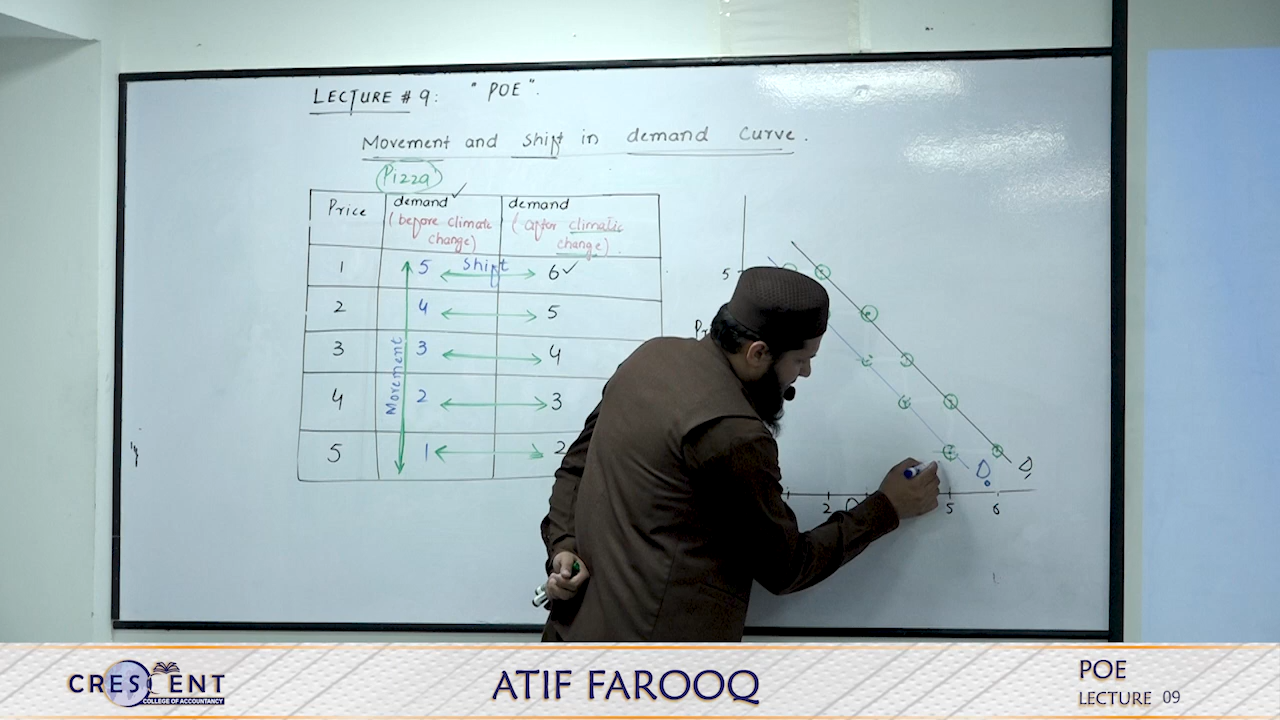 LECTURE # 9: " POE ".
Movement and shift in demand Curve.
Pizza
Price demand demand
(before climatic change) (after climatic change).
1 5 Shift 6
2 4 5
3 3 4
4 2 3
5 1 2
Movement
5
D₀ D₁
2 5 6
CRESCENT
COLLEGE OF ACCOUNTANCY
ATIF FAROOQ
POE
LECTURE 09